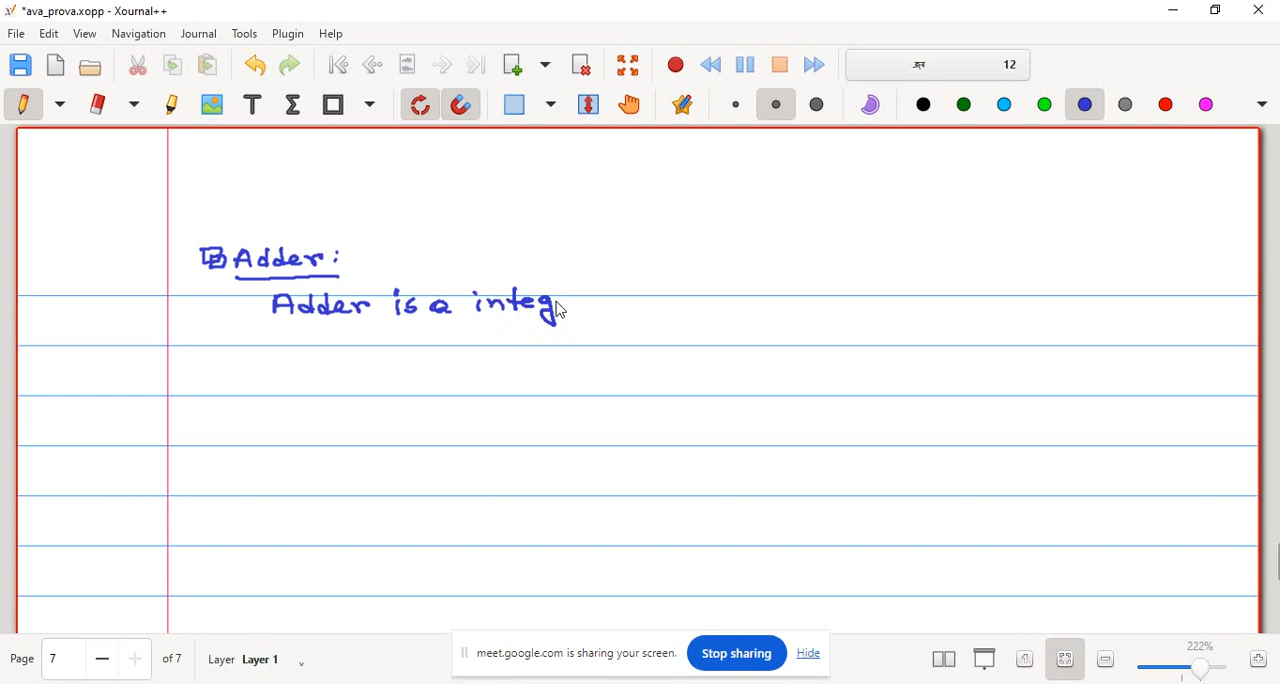 *ava_prova.xopp - Xournal++
File Edit View Navigation Journal Tools Plugin Help
12
Adder:
Adder is a integ
meet.google.com is sharing your screen. Stop sharing Hide
Page 7 of 7 Layer Layer 1 222%